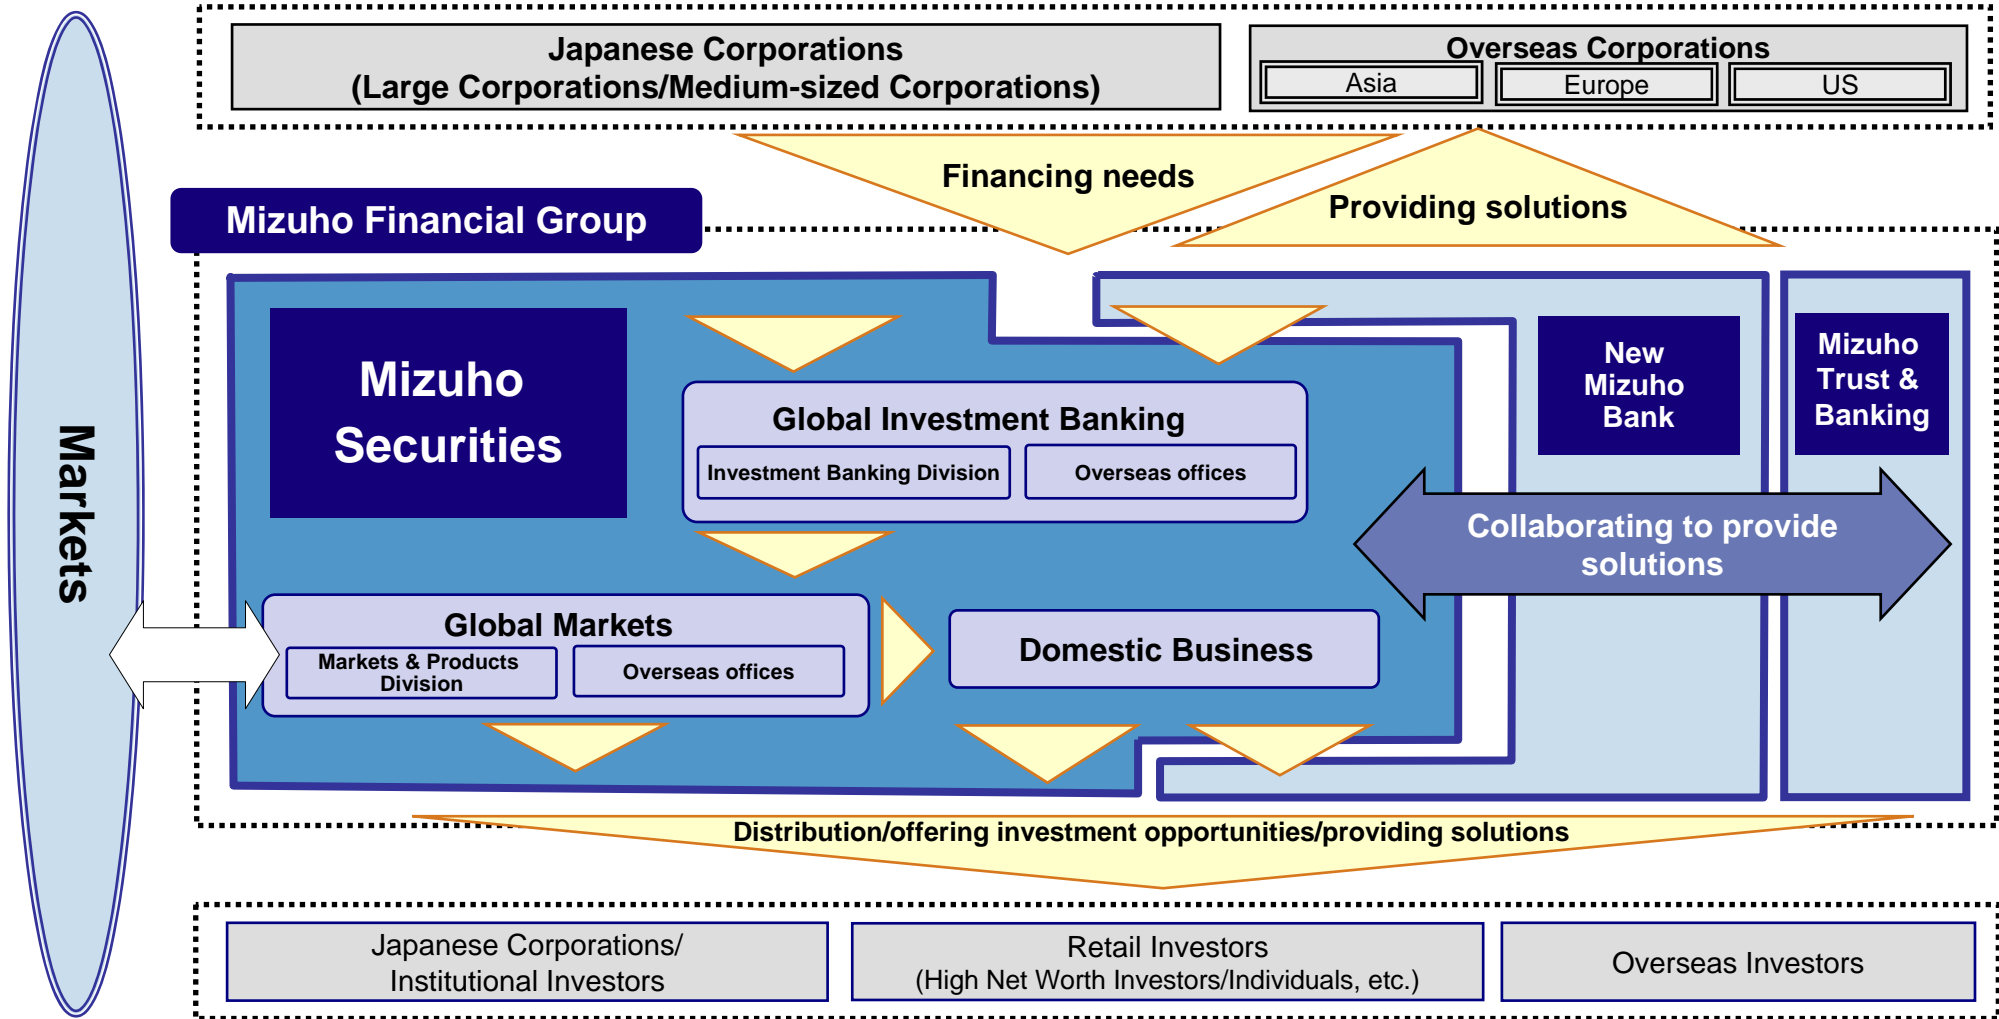 Japanese Corporations
(Large Corporations/Medium-sized Corporations)
Overseas Corporations
Asia
Europe
US
Financing needs
Providing solutions
Mizuho Financial Group
Mizuho
Securities
New
Mizuho
Bank
Mizuho
Trust &
Banking
Global Investment Banking
Investment Banking Division
Overseas offices
Markets
Collaborating to provide
solutions
Global Markets
Markets & Products
Division
Overseas offices
Domestic Business
Distribution/offering investment opportunities/providing solutions
Japanese Corporations/
Institutional Investors
Retail Investors
(High Net Worth Investors/Individuals, etc.)
Overseas Investors